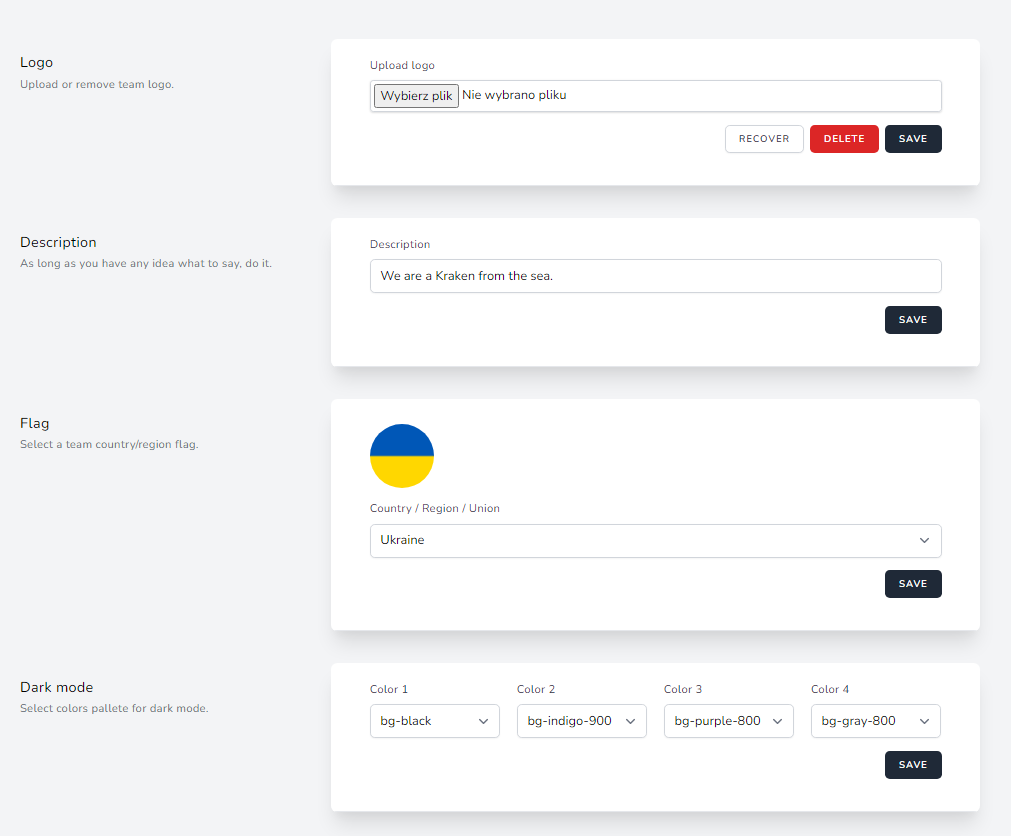 Logo
Upload or remove team logo.
Upload logo
Wybierz plik Nie wybrano pliku
RECOVER DELETE SAVE
Description
As long as you have any idea what to say, do it.
Description
We are a Kraken from the sea.
SAVE
Flag
Select a team country/region flag.
Country / Region / Union
Ukraine
SAVE
Dark mode
Select colors pallete for dark mode.
Color 1 Color 2 Color 3 Color 4
bg-black bg-indigo-900 bg-purple-800 bg-gray-800
SAVE